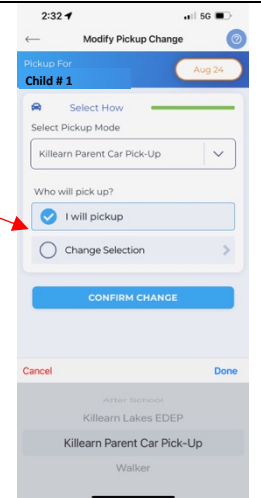 2:32 5G
Modify Pickup Change ?
Pickup For
Child # 1 Aug 24
Select How
Select Pickup Mode
Killearn Parent Car Pick-Up
Who will pick up?
I will pickup
Change Selection
CONFIRM CHANGE
Cancel Done
After School
Killearn Lakes EDEP
Killearn Parent Car Pick-Up
Walker